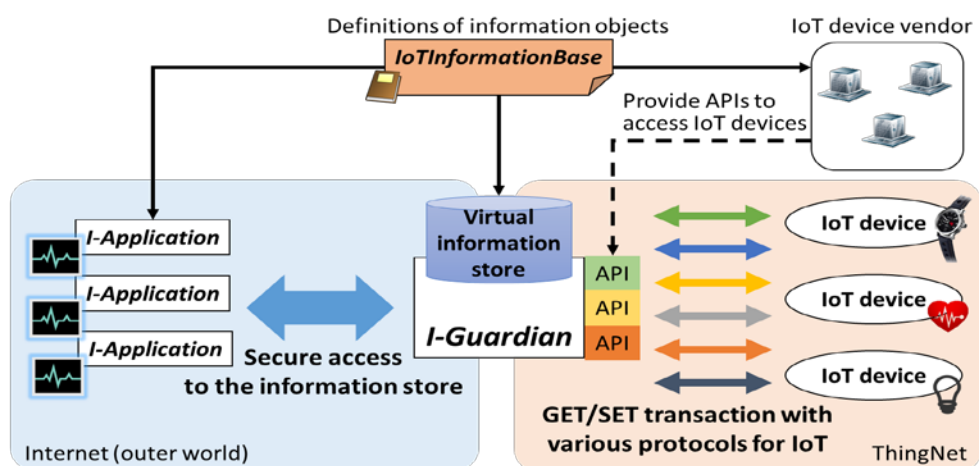 Definitions of information objects
IoTInformationBase
IoT device vendor
Provide APIs to
access IoT devices
I-Application
I-Application
I-Application
Secure access
to the information store
Internet (outer world)
Virtual
information
store
I-Guardian
API
API
API
IoT device
IoT device
IoT device
GET/SET transaction with
various protocols for IoT
ThingNet